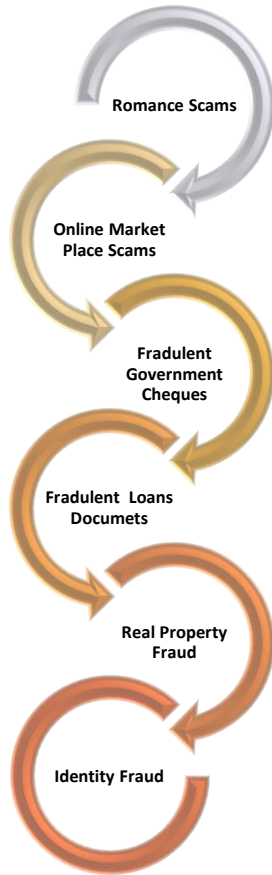 Romance Scams
Online Market
Place Scams
Fradulent
Government
Cheques
Fradulent Loans
Documets
Real Property
Fraud
Identity Fraud